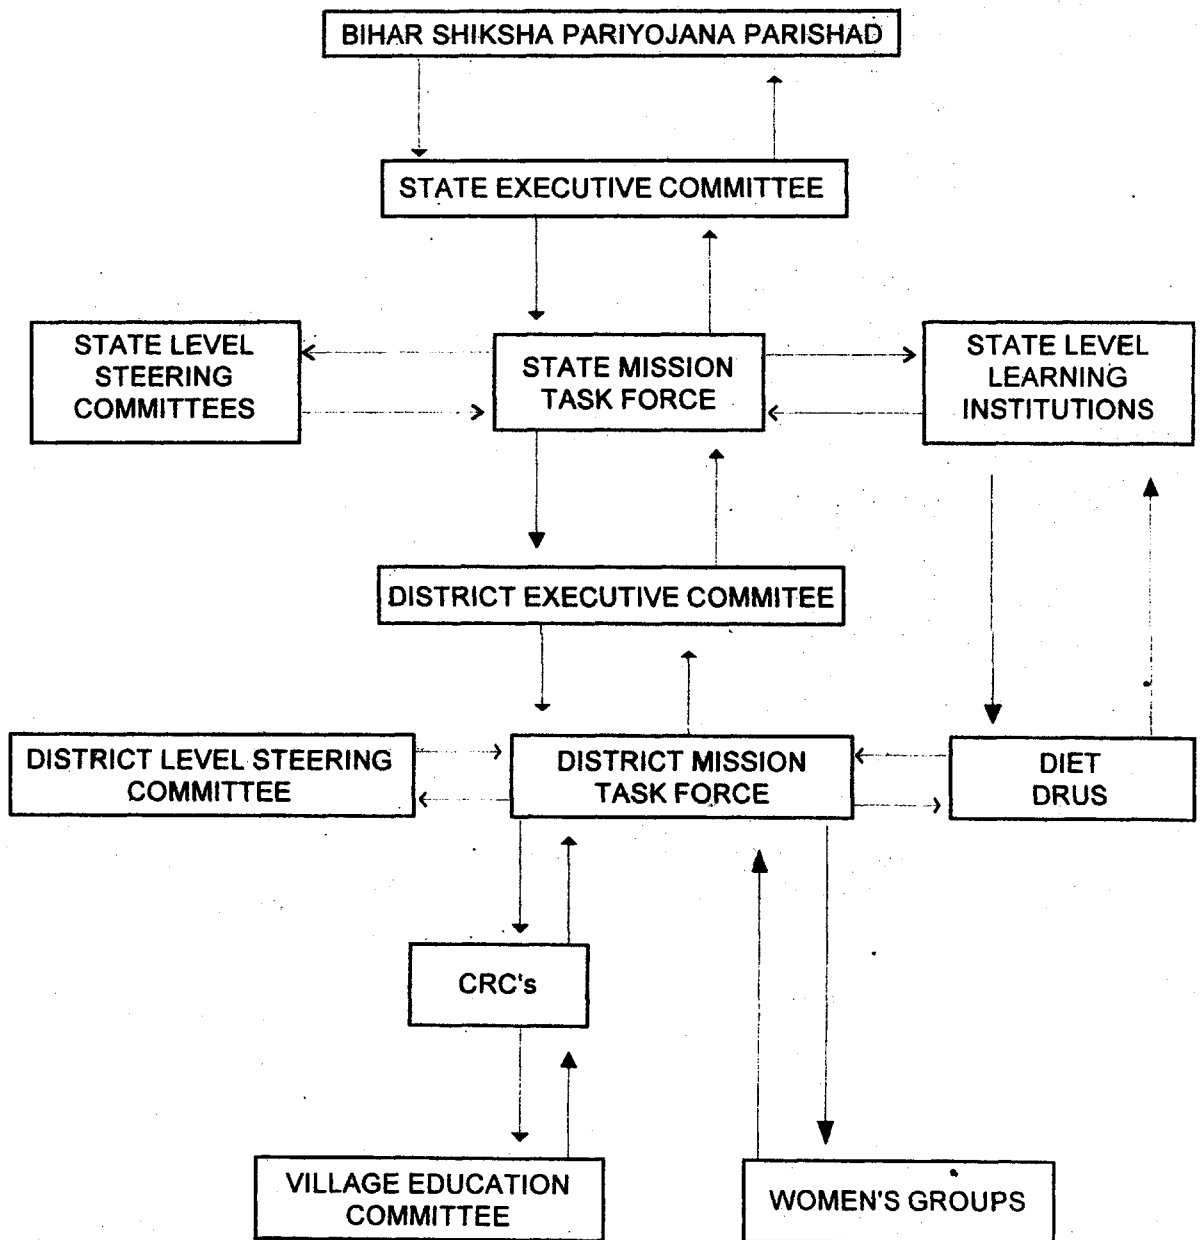 BIHAR SHIKSHA PARIYOJANA PARISHAD
STATE EXECUTIVE COMMITTEE
STATE LEVEL
STEERING
COMMITTEES
STATE MISSION
TASK FORCE
STATE LEVEL
LEARNING
INSTITUTIONS
DISTRICT EXECUTIVE COMMITEE
DISTRICT LEVEL STEERING
COMMITTEE
DISTRICT MISSION
TASK FORCE
DIET
DRUS
CRC's
VILLAGE EDUCATION
COMMITTEE
WOMEN'S GROUPS